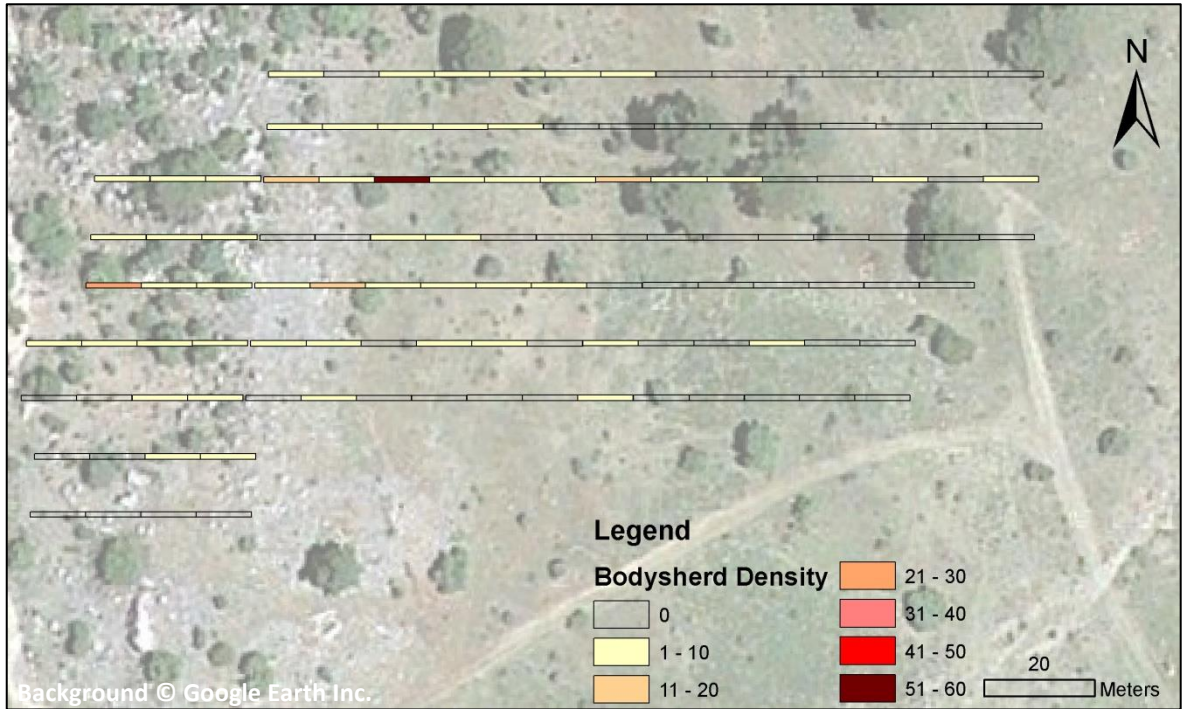 N
Legend
Bodysherd Density
0
1 - 10
11 - 20
21 - 30
31 - 40
41 - 50
51 - 60
20
Meters
Background © Google Earth Inc.